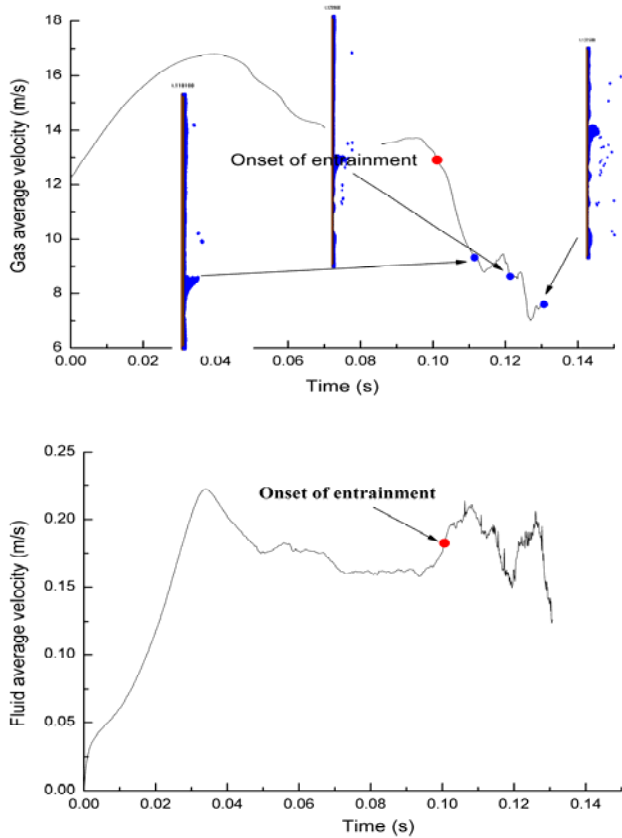 18
16
14
12
10
8
6
Gas average velocity (m/s)
Onset of entrainment
0.00 0.02 0.04 0.06 0.08 0.10 0.12 0.14
Time (s)
0.25
0.20
0.15
0.10
0.05
0.00
Fluid average velocity (m/s)
Onset of entrainment
0.00 0.02 0.04 0.06 0.08 0.10 0.12 0.14
Time (s)